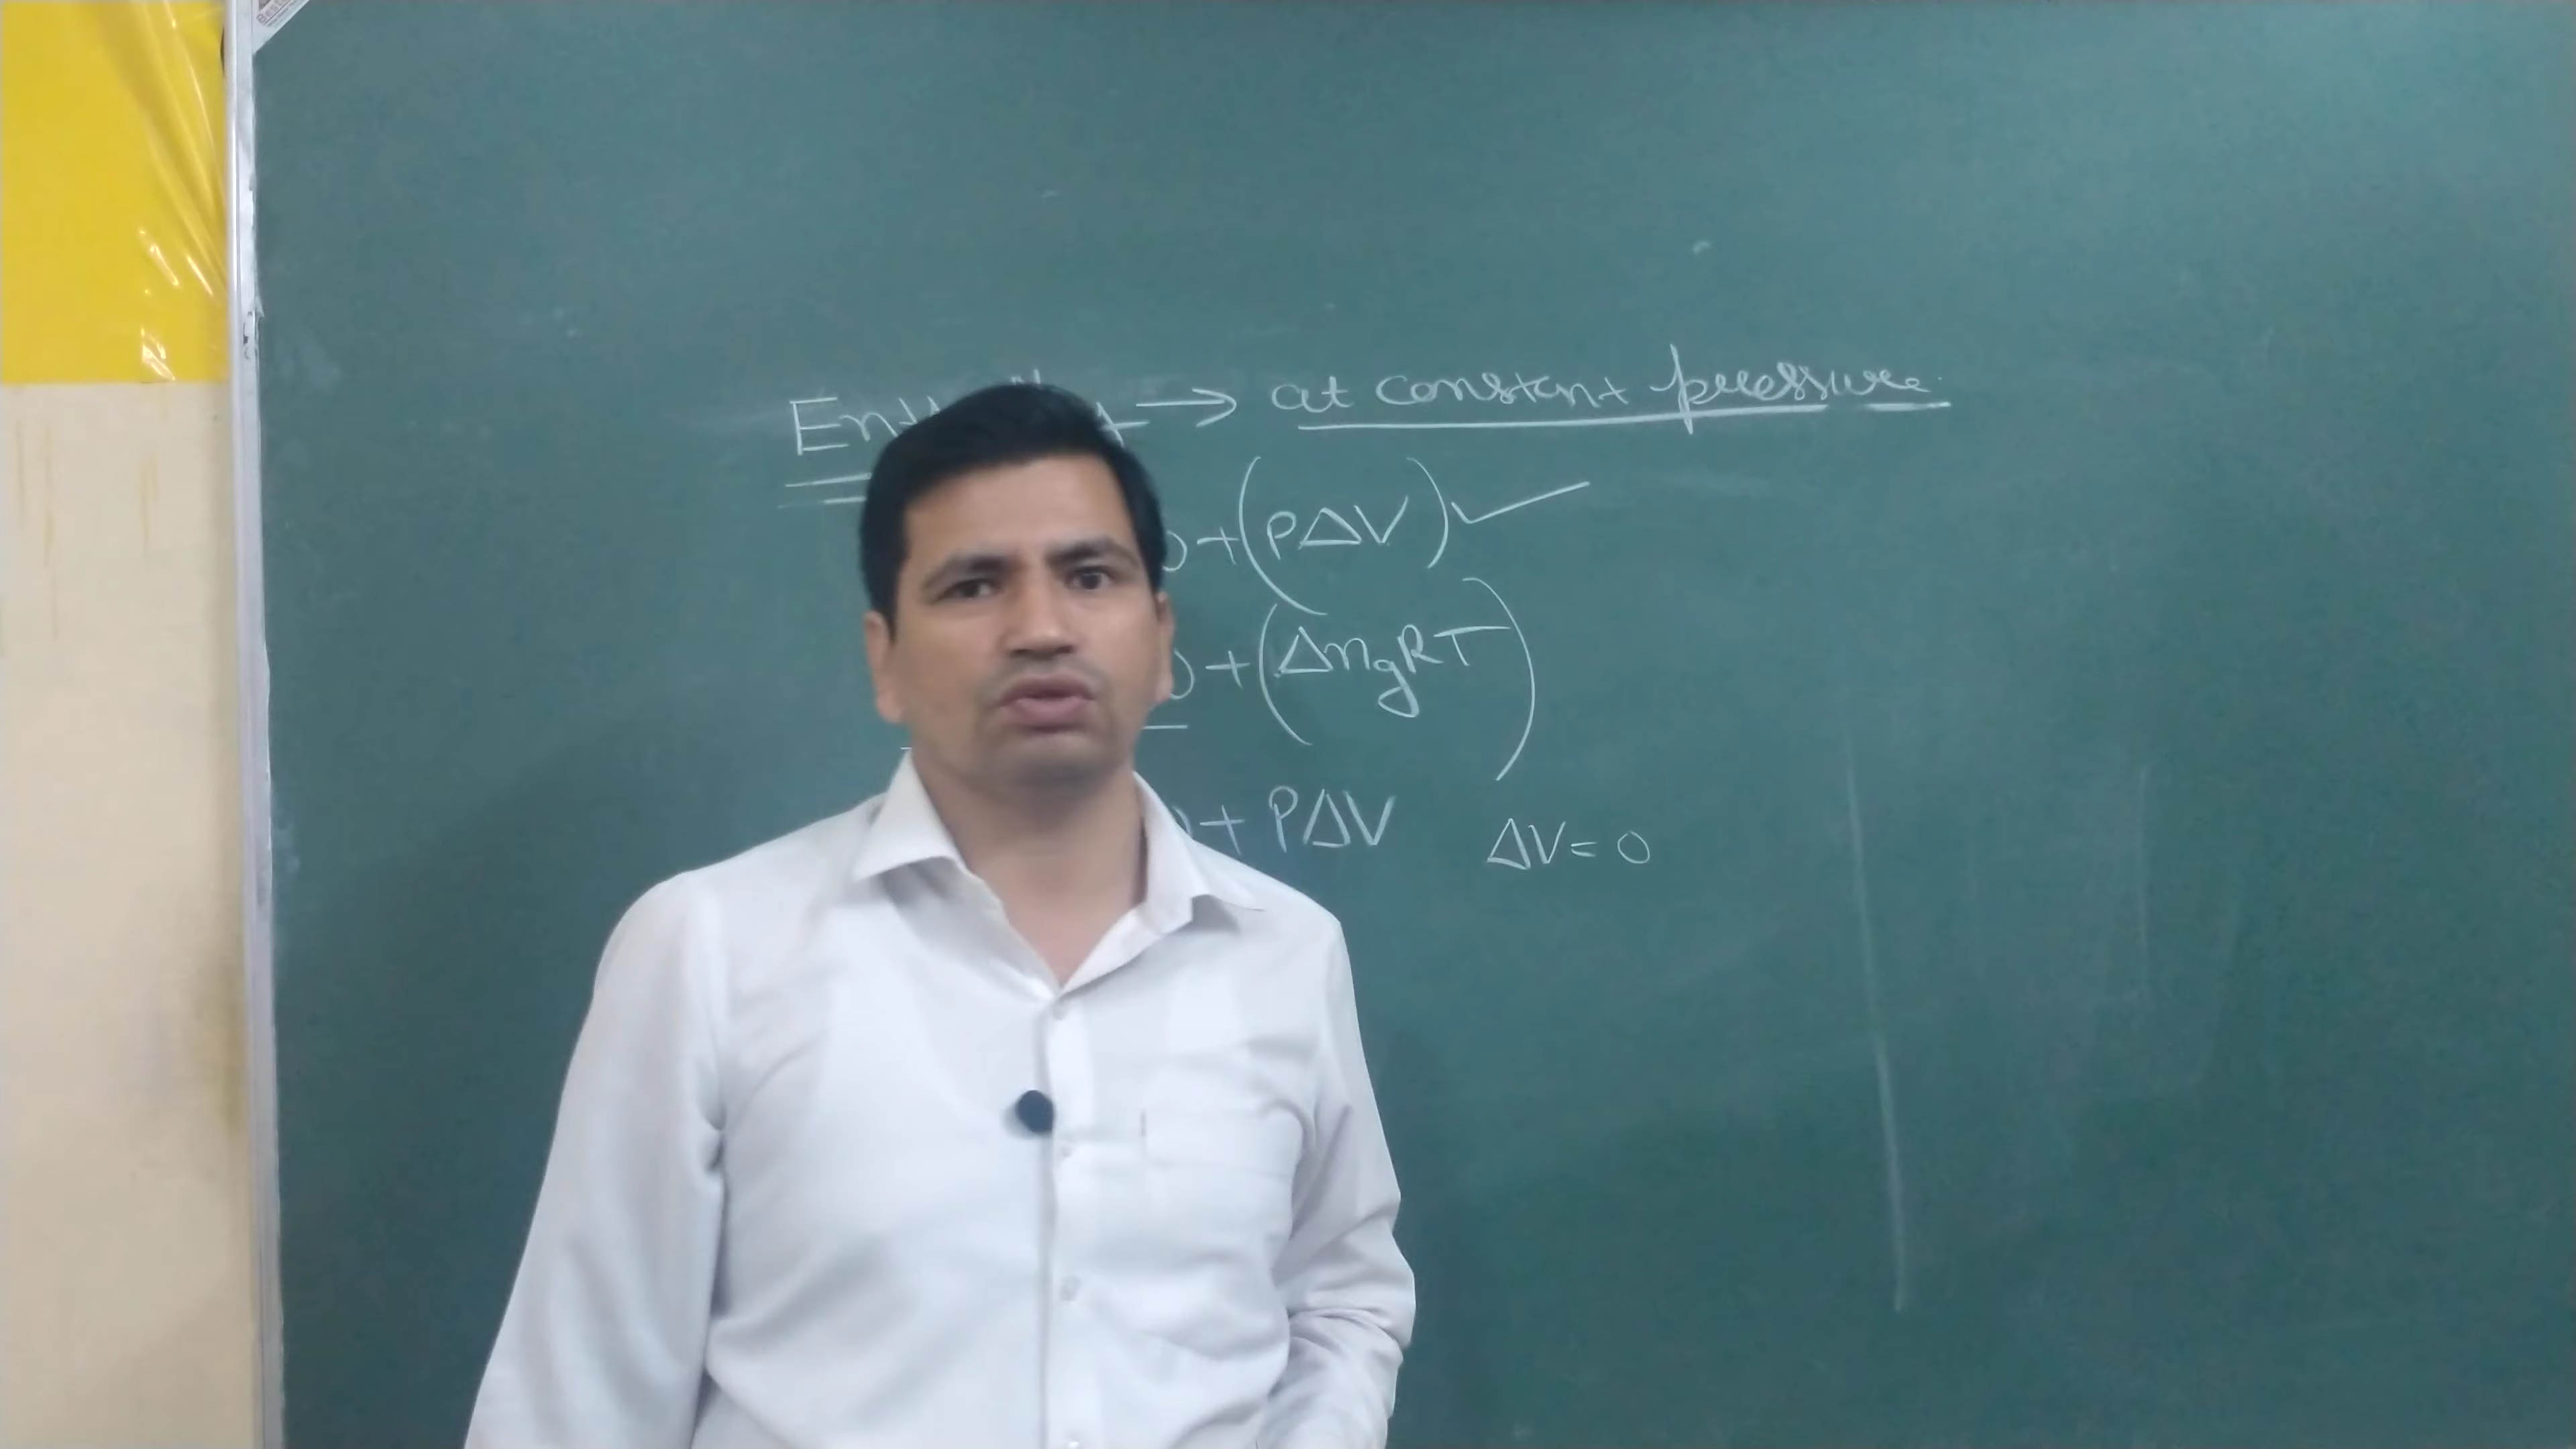 → at constant pressure.
+ (PΔV) ✓
+ (ΔngRT)
+ PΔV ΔV = 0